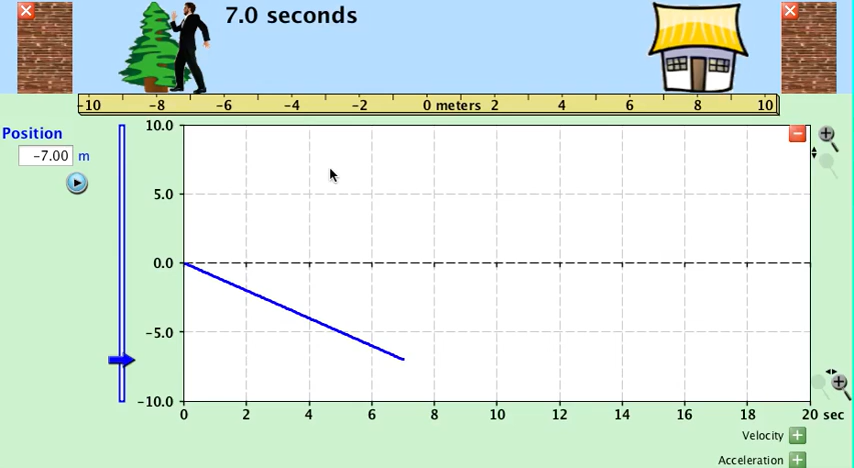 7.0 seconds
-10 -8 -6 -4 -2 0 meters 2 4 6 8 10
Position
-7.00 m
10.0
5.0
0.0
-5.0
-10.0
0 2 4 6 8 10 12 14 16 18 20 sec
Velocity
Acceleration